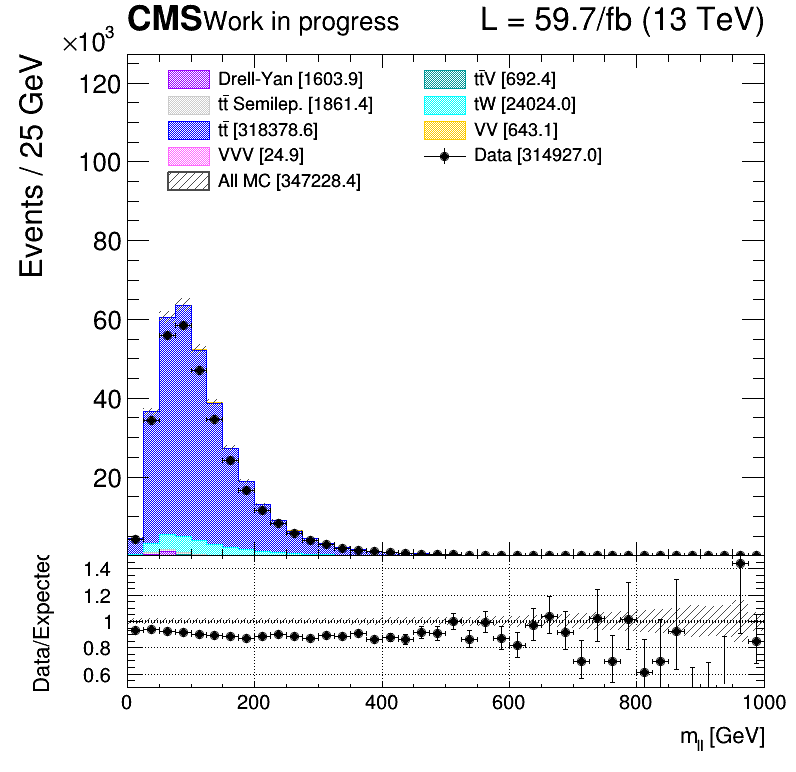 CMS Work in progress L = 59.7/fb (13 TeV)
×10³
Events / 25 GeV
120
100
80
60
40
20
Drell-Yan [1603.9]
tt̄ Semilep. [1861.4]
tt̄ [318378.6]
VVV [24.9]
All MC [347228.4]
tt̄V [692.4]
tW [24024.0]
VV [643.1]
Data [314927.0]
Data/Expected
1.4
1.2
1
0.8
0.6
0 200 400 600 800 1000
m_ll [GeV]